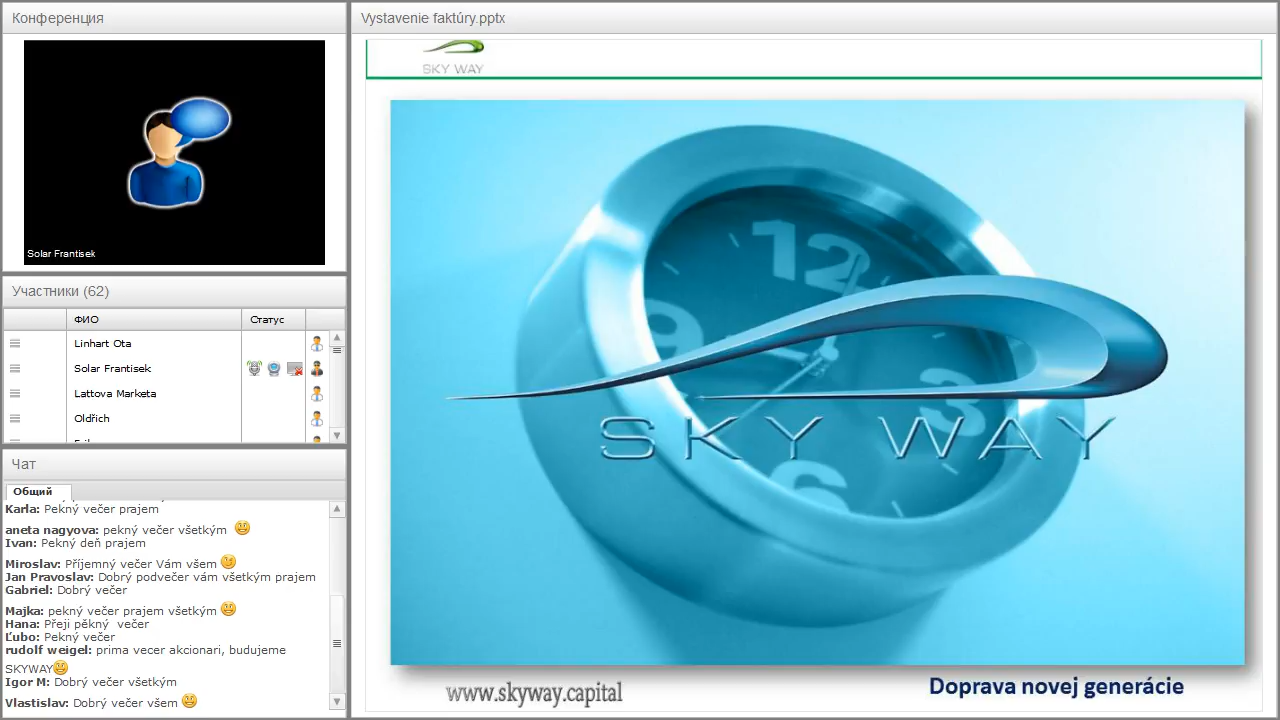 Конференция
Solar Frantisek
Участники (62)
ФИО
Статус
Linhart Ota
Solar Frantisek
Lattova Marketa
Oldřich
Чат
Общий
Karla: Pekný večer prajem
aneta nagyova: pekný večer všetkým
Ivan: Pekný deň prajem
Miroslav: Příjemný večer Vám všem
Jan Pravoslav: Dobrý podvečer vám všetkým prajem
Gabriel: Dobrý večer
Majka: pekný večer prajem všetkým
Hana: Přeji pěkný  večer
Ľubo: Pekný večer
rudolf weigel: prima vecer akcionari, budujeme
SKYWAY
Igor M: Dobrý večer všetkým
Vlastislav: Dobrý večer všem
Vystavenie faktúry.pptx
SKY WAY
12
9
3
6
SKY WAY
www.skyway.capital
Doprava novej generácie